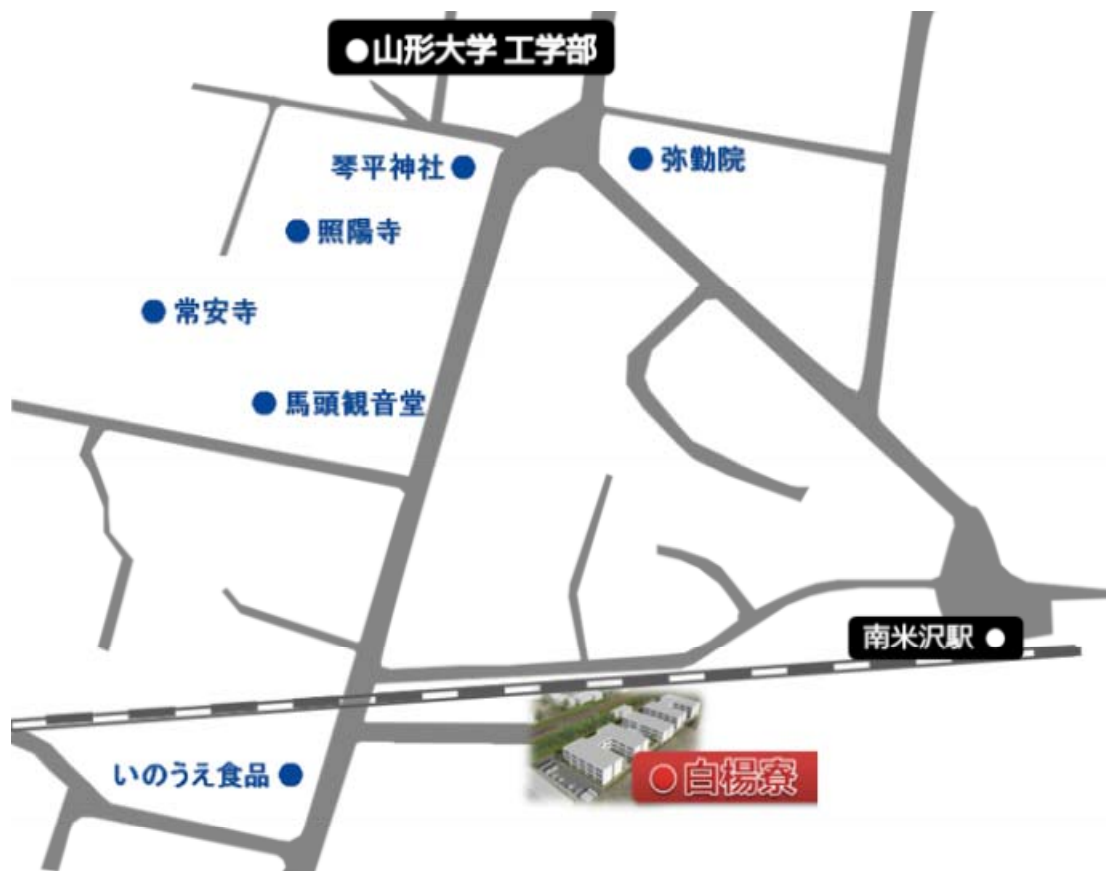 ●山形大学 工学部
琴平神社●
●弥勤院
●照陽寺
●常安寺
●馬頭観音堂
南米沢駅 ●
いのうえ食品●
○白楊寮